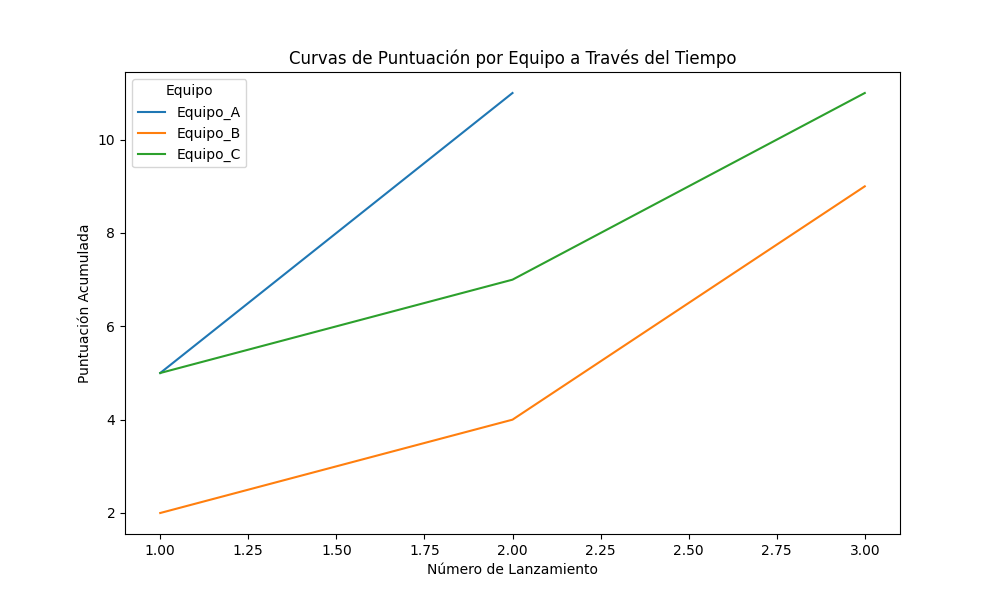 Curvas de Puntuación por Equipo a Través del Tiempo
Equipo
Equipo_A
Equipo_B
Equipo_C
Puntuación Acumulada
10
8
6
4
2
1.00 1.25 1.50 1.75 2.00 2.25 2.50 2.75 3.00
Número de Lanzamiento